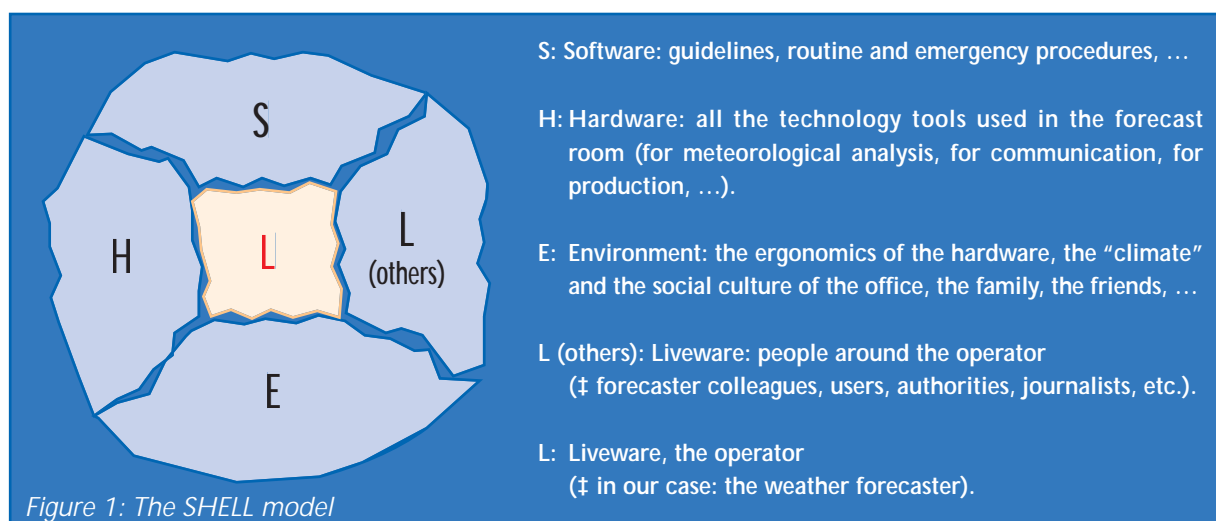 S
H
L
L
(others)
E
Figure 1: The SHELL model
S: Software: guidelines, routine and emergency procedures, …
H: Hardware: all the technology tools used in the forecast
room (for meteorological analysis, for communication, for
production, …).
E: Environment: the ergonomics of the hardware, the “climate”
and the social culture of the office, the family, the friends, …
L (others): Liveware: people around the operator
(‡ forecaster colleagues, users, authorities, journalists, etc.).
L: Liveware, the operator
(‡ in our case: the weather forecaster).